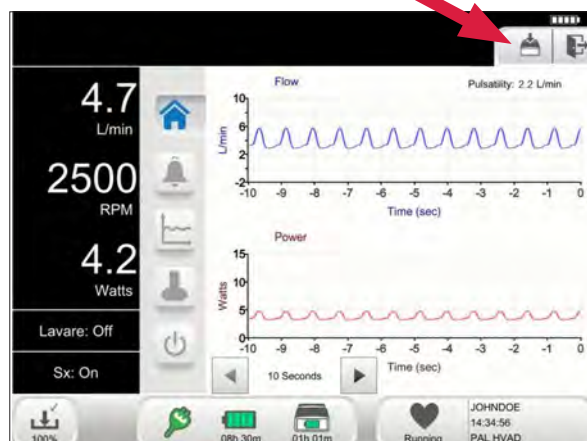 4.7
L/min
2500
RPM
4.2
Watts
Lavare: Off
Sx: On
Flow
Pulsatility: 2.2 L/min
L/min
10
6
2
-2
-10 -9 -8 -7 -6 -5 -4 -3 -2 -1 0
Time (sec)
Power
Watts
15
10
5
0
-10 -9 -8 -7 -6 -5 -4 -3 -2 -1 0
Time (sec)
10 Seconds
100%
08h 30m
01h 01m
Running
JOHNDOE
14:34:56
PAL HVAD